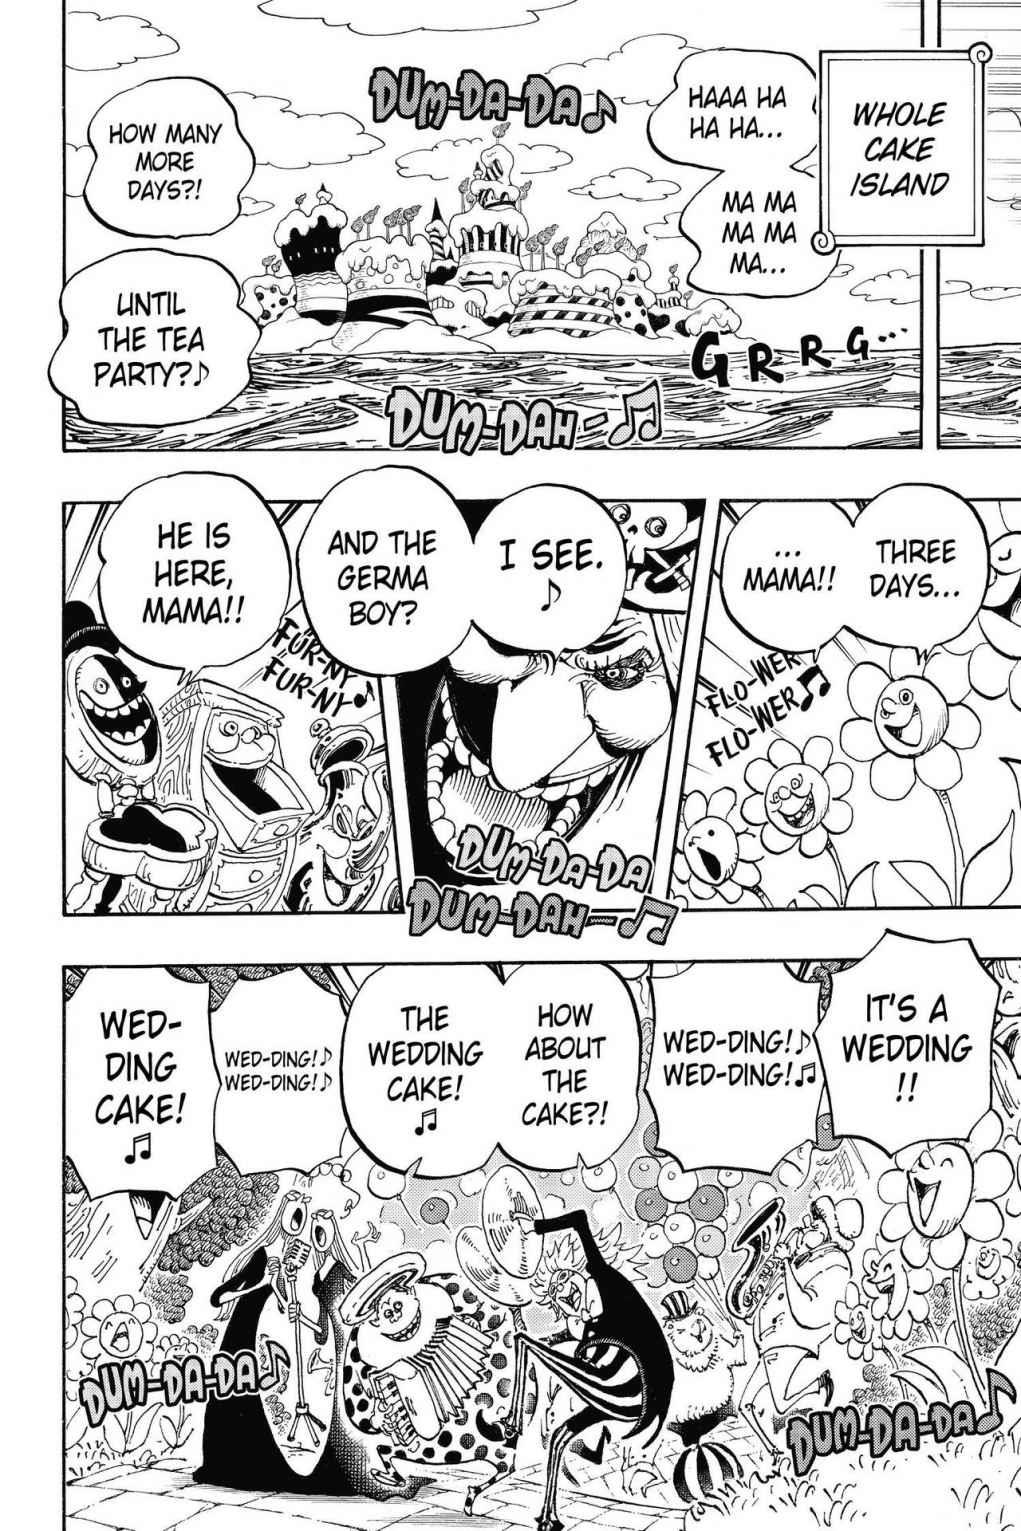 WHOLE
CAKE
ISLAND
HAAA HA
HA HA...
MA MA
MA MA
MA...
DUM-DA-DA♪
HOW MANY
MORE
DAYS?!
UNTIL
THE TEA
PARTY?♪
GRRG...
DUM-DAH-♫
THREE
DAYS...
...
MAMA!!
FLO-WER
FLO-WER♫
I SEE.
♪
AND THE
GERMA
BOY?
HE IS
HERE,
MAMA!!
FUR-NY
FUR-NY♪
DUM-DA-DA
DUM-DAH-♫
IT'S A
WEDDING
!!
WED-DING!♪
WED-DING!♫
HOW
ABOUT
THE
CAKE?!
THE
WEDDING
CAKE!
♫
WED-DING!♪
WED-DING!♪
WED-
DING
CAKE!
♫
DUM-DA-DA♪
DUM-DA-DA♪